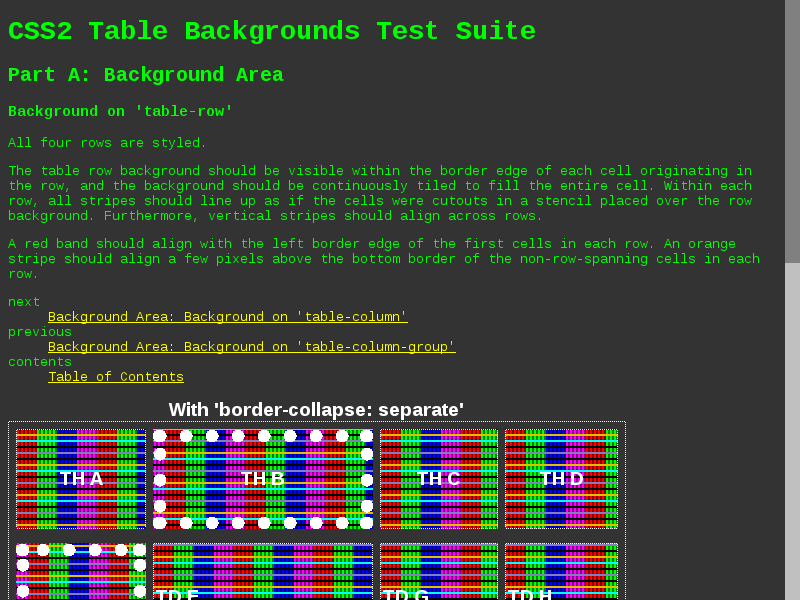 CSS2 Table Backgrounds Test Suite
Part A: Background Area
Background on 'table-row'
All four rows are styled.
The table row background should be visible within the border edge of each cell originating in
the row, and the background should be continuously tiled to fill the entire cell. Within each
row, all stripes should line up as if the cells were cutouts in a stencil placed over the row
background. Furthermore, vertical stripes should align across rows.
A red band should align with the left border edge of the first cells in each row. An orange
stripe should align a few pixels above the bottom border of the non-row-spanning cells in each
row.
next
Background Area: Background on 'table-column'
previous
Background Area: Background on 'table-column-group'
contents
Table of Contents
With 'border-collapse: separate'
TH A TH B TH C TH D
TD F TD G TD H